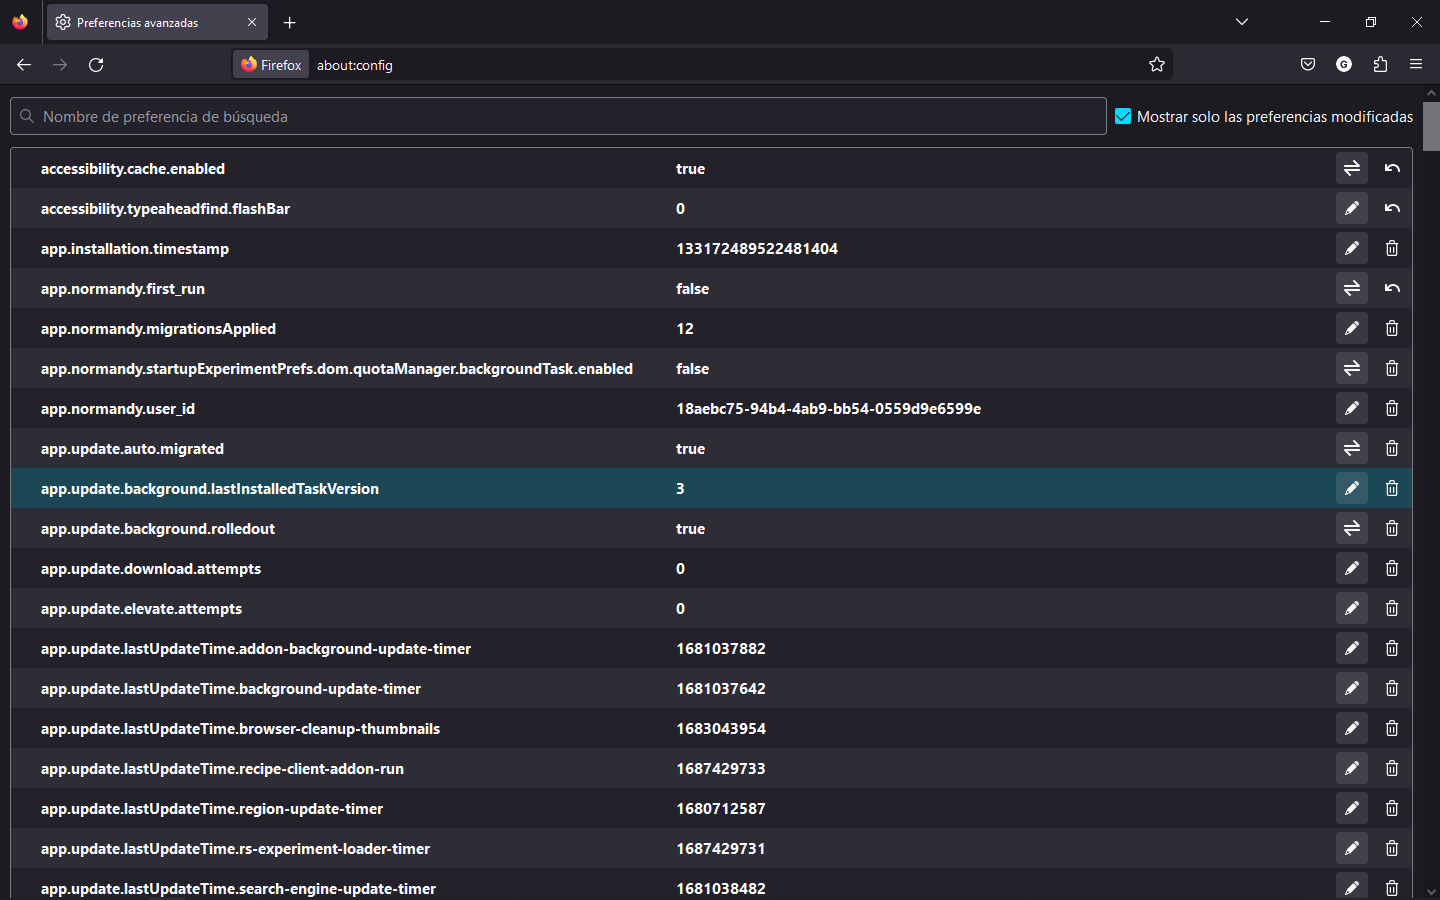 Preferencias avanzadas
Firefox about:config
Nombre de preferencia de búsqueda
Mostrar solo las preferencias modificadas
accessibility.cache.enabled true
accessibility.typeaheadfind.flashBar 0
app.installation.timestamp 133172489522481404
app.normandy.first_run false
app.normandy.migrationsApplied 12
app.normandy.startupExperimentPrefs.dom.quotaManager.backgroundTask.enabled false
app.normandy.user_id 18aebc75-94b4-4ab9-bb54-0559d9e6599e
app.update.auto.migrated true
app.update.background.lastInstalledTaskVersion 3
app.update.background.rolledout true
app.update.download.attempts 0
app.update.elevate.attempts 0
app.update.lastUpdateTime.addon-background-update-timer 1681037882
app.update.lastUpdateTime.background-update-timer 1681037642
app.update.lastUpdateTime.browser-cleanup-thumbnails 1683043954
app.update.lastUpdateTime.recipe-client-addon-run 1687429733
app.update.lastUpdateTime.region-update-timer 1680712587
app.update.lastUpdateTime.rs-experiment-loader-timer 1687429731
app.update.lastUpdateTime.search-engine-update-timer 1681038482